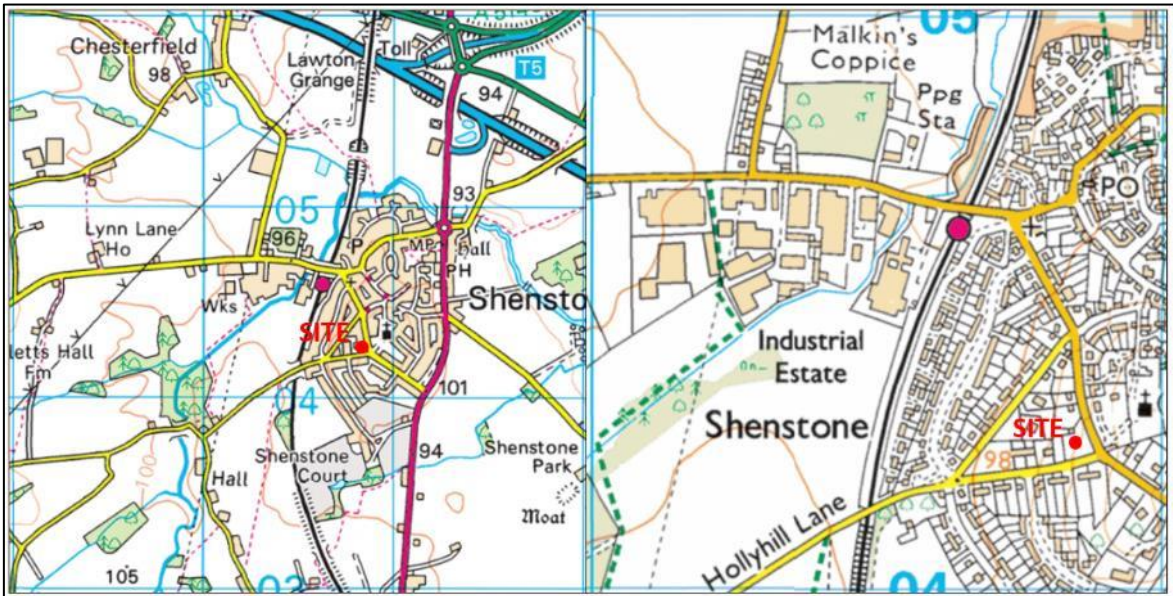 Chesterfield
98
Lawton
Grange
Toll
T5
94
05
93
Lynn Lane
Ho
96
P
MP
Hall
PH
Wks
Shensto
SITE
letts Hall
Fm
04
101
Shenstone
Court
94
Shenstone
Park
Hall
100
Moat
105
03
05
Malkin's
Coppice
Ppg
Sta
PO
Industrial
Estate
Shenstone
SITE
98
Hollyhill Lane
04